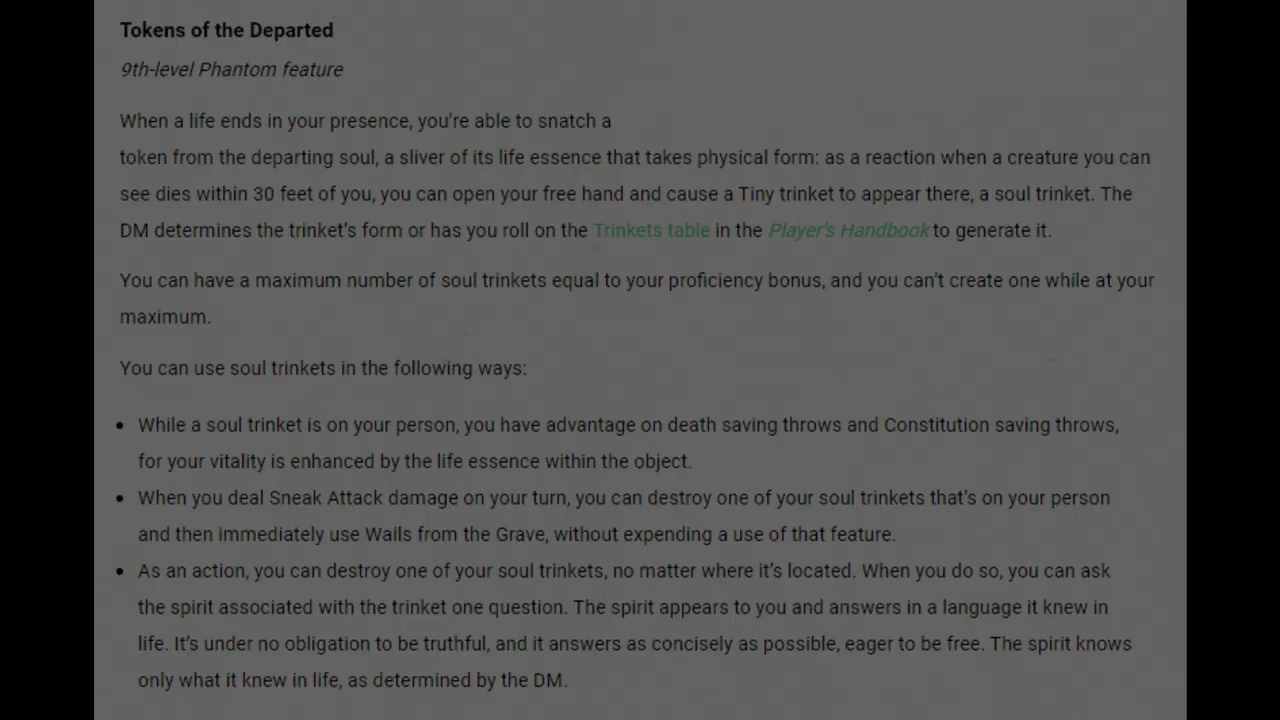 Tokens of the Departed
9th-level Phantom feature
When a life ends in your presence, you're able to snatch a
token from the departing soul, a sliver of its life essence that takes physical form: as a reaction when a creature you can
see dies within 30 feet of you, you can open your free hand and cause a Tiny trinket to appear there, a soul trinket. The
DM determines the trinket's form or has you roll on the Trinkets table in the Player's Handbook to generate it.
You can have a maximum number of soul trinkets equal to your proficiency bonus, and you can't create one while at your
maximum.
You can use soul trinkets in the following ways:
• While a soul trinket is on your person, you have advantage on death saving throws and Constitution saving throws,
for your vitality is enhanced by the life essence within the object.
• When you deal Sneak Attack damage on your turn, you can destroy one of your soul trinkets that's on your person
and then immediately use Wails from the Grave, without expending a use of that feature.
• As an action, you can destroy one of your soul trinkets, no matter where it's located. When you do so, you can ask
the spirit associated with the trinket one question. The spirit appears to you and answers in a language it knew in
life. It's under no obligation to be truthful, and it answers as concisely as possible, eager to be free. The spirit knows
only what it knew in life, as determined by the DM.